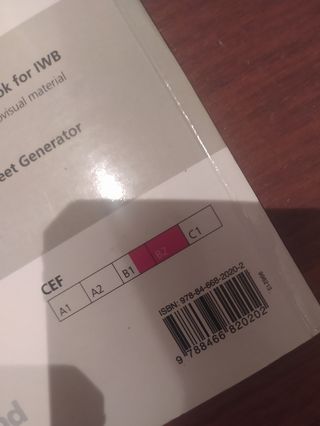 ok for IWB
ovisual material
eet Generator
CEF
A1 A2 B1 B2 C1
ISBN: 978-84-668-2020-2
9 788466 820202
nd